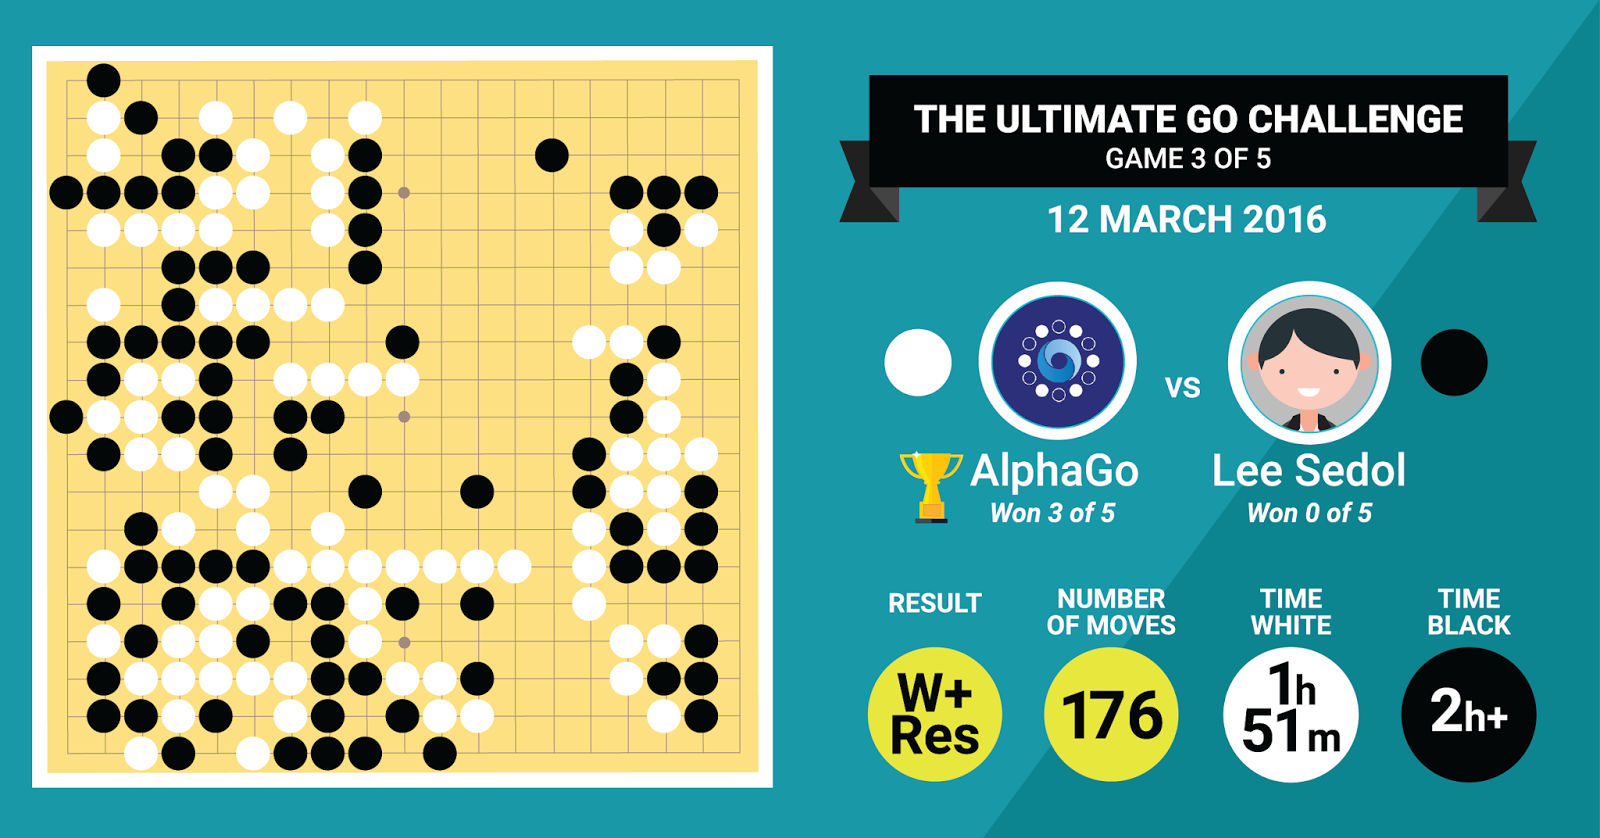 THE ULTIMATE GO CHALLENGE
GAME 3 OF 5
12 MARCH 2016
VS
AlphaGo
Won 3 of 5
Lee Sedol
Won 0 of 5
RESULT
W+
Res
NUMBER
OF MOVES
176
TIME
WHITE
1h
51m
TIME
BLACK
2h+